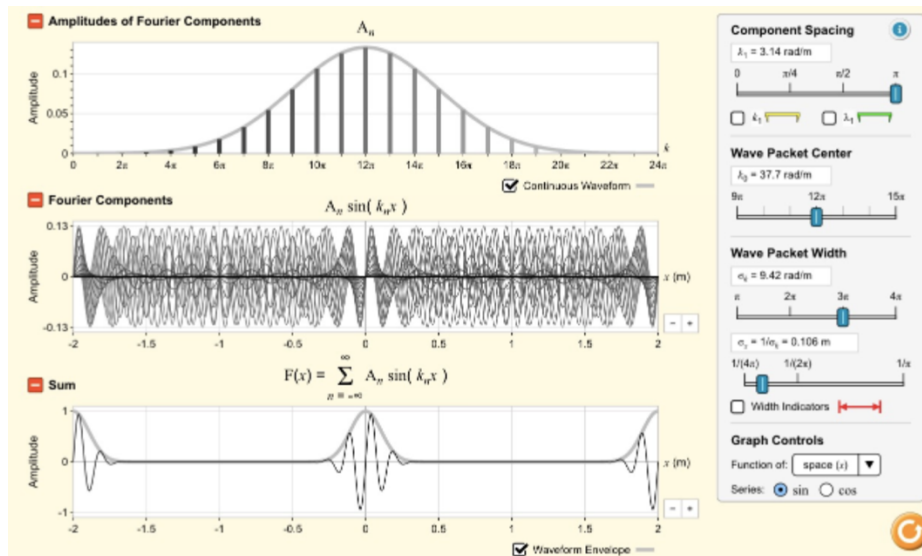 Amplitudes of Fourier Components
Aₙ
Amplitude
0.1
0.05
0
0 2π 4π 6π 8π 10π 12π 14π 16π 18π 20π 22π 24π
k
Continuous Waveform
Fourier Components
Aₙ sin( kₙx )
Amplitude
0.13
0
-0.13
-2 -1.5 -1 -0.5 0 0.5 1 1.5 2
x (m)
− +
Sum
F(x) = ∑ Aₙ sin( kₙx )
∞
n = −∞
Amplitude
1
0
-1
-2 -1.5 -1 -0.5 0 0.5 1 1.5 2
x (m)
− +
Waveform Envelope
Component Spacing
i
k₁ = 3.14 rad/m
0 π/4 π/2 π
k₁ λ₁
Wave Packet Center
k₀ = 37.7 rad/m
9π 12π 15π
Wave Packet Width
σₖ = 9.42 rad/m
π 2π 3π 4π
σₓ = 1/σₖ = 0.106 m
1/(4π) 1/(2π) 1/π
Width Indicators
Graph Controls
Function of: space (x)
Series: sin cos